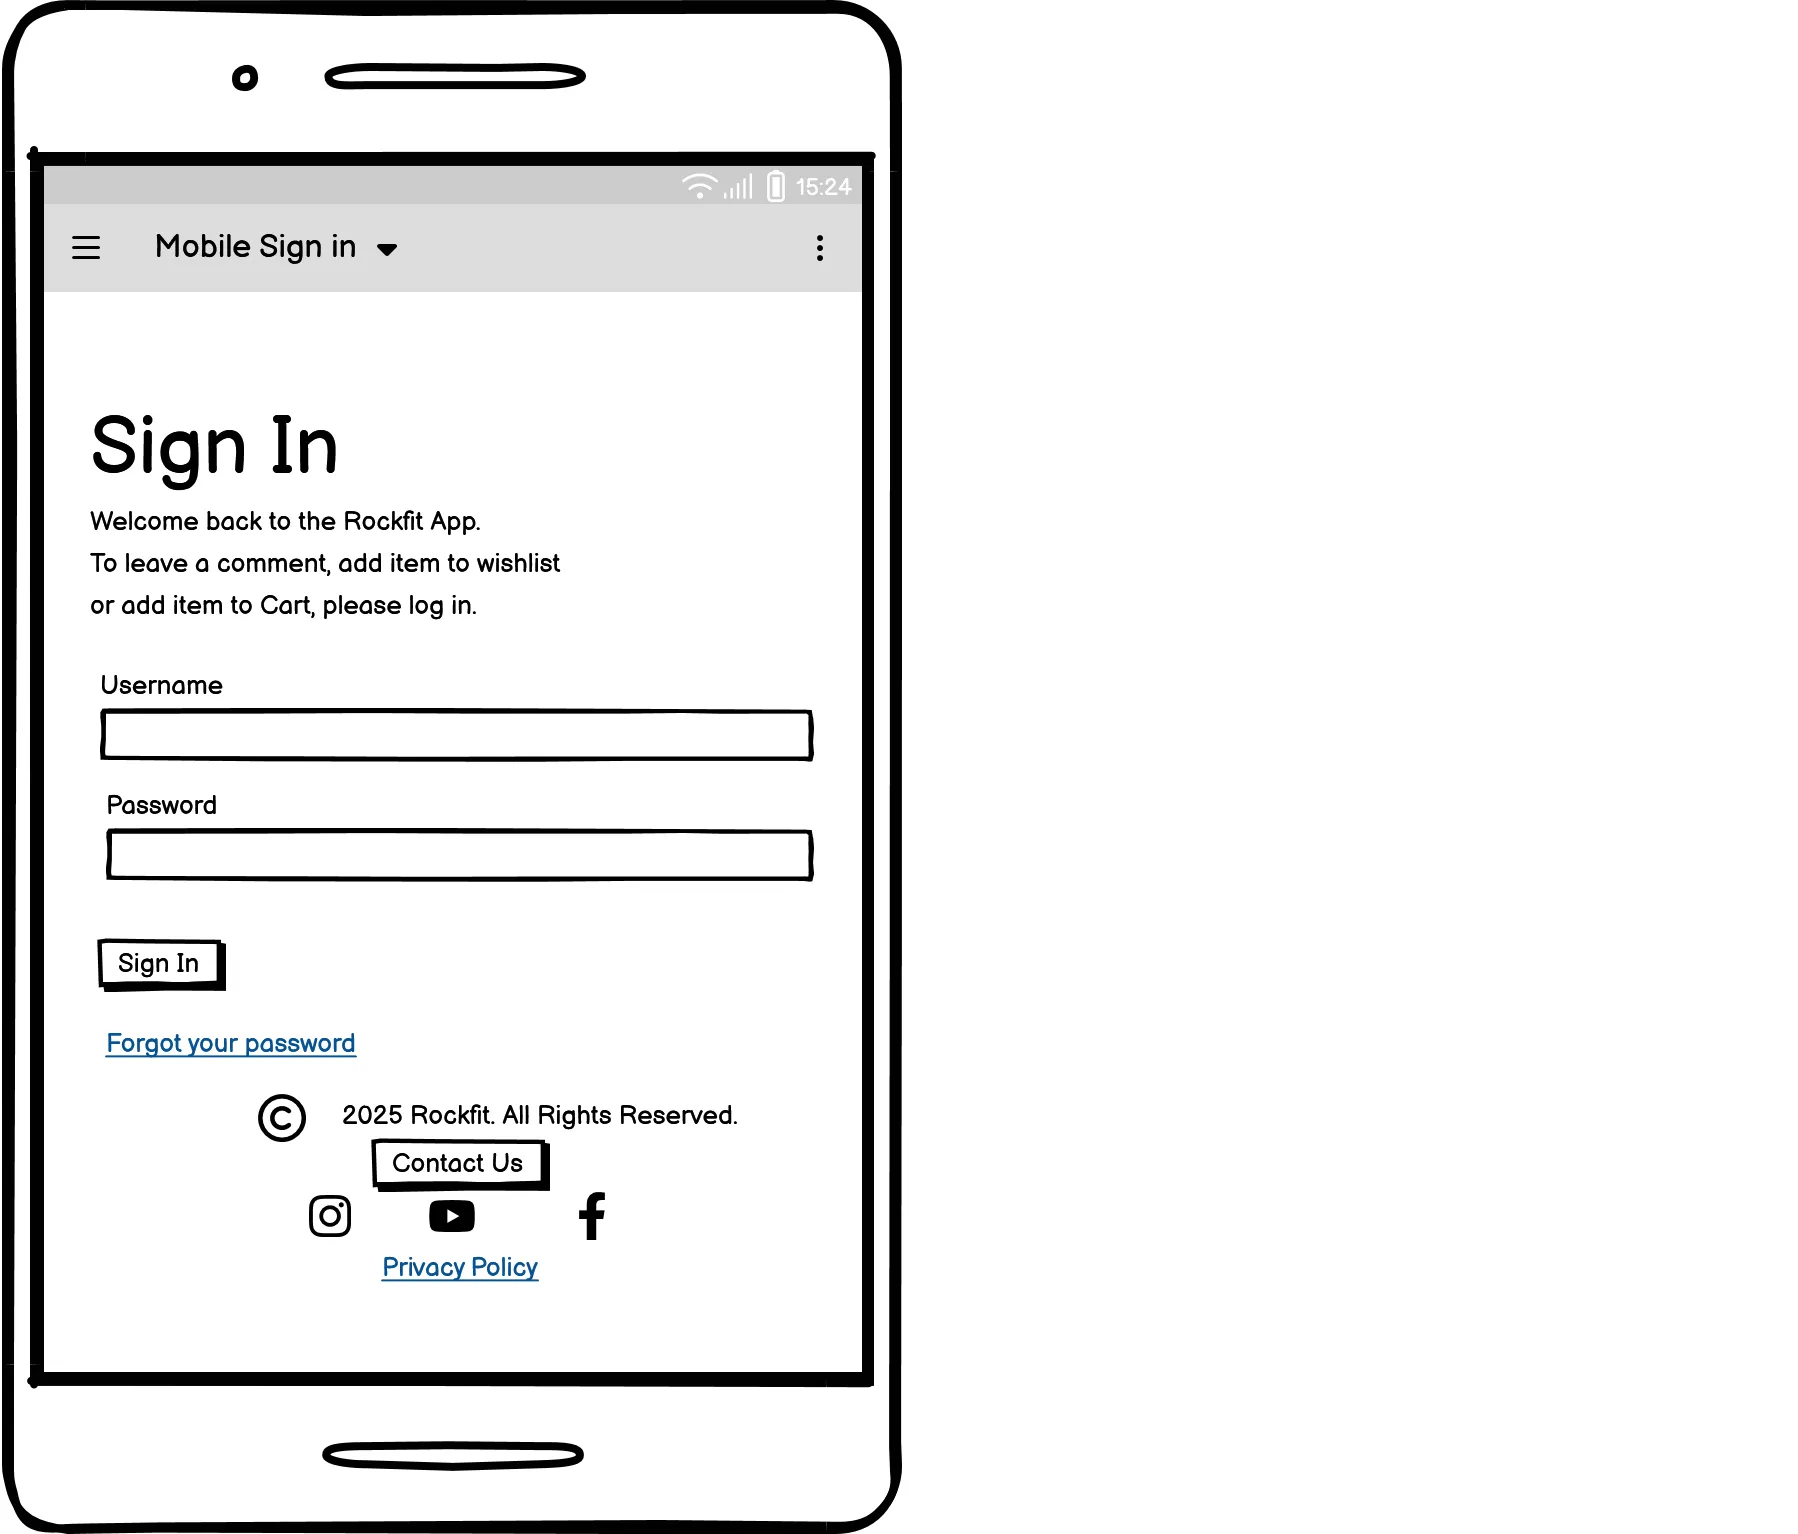 15:24
Mobile Sign in
Sign In
Welcome back to the Rockfit App.
To leave a comment, add item to wishlist
or add item to Cart, please log in.
Username
Password
Sign In
Forgot your password
© 2025 Rockfit. All Rights Reserved.
Contact Us
Privacy Policy